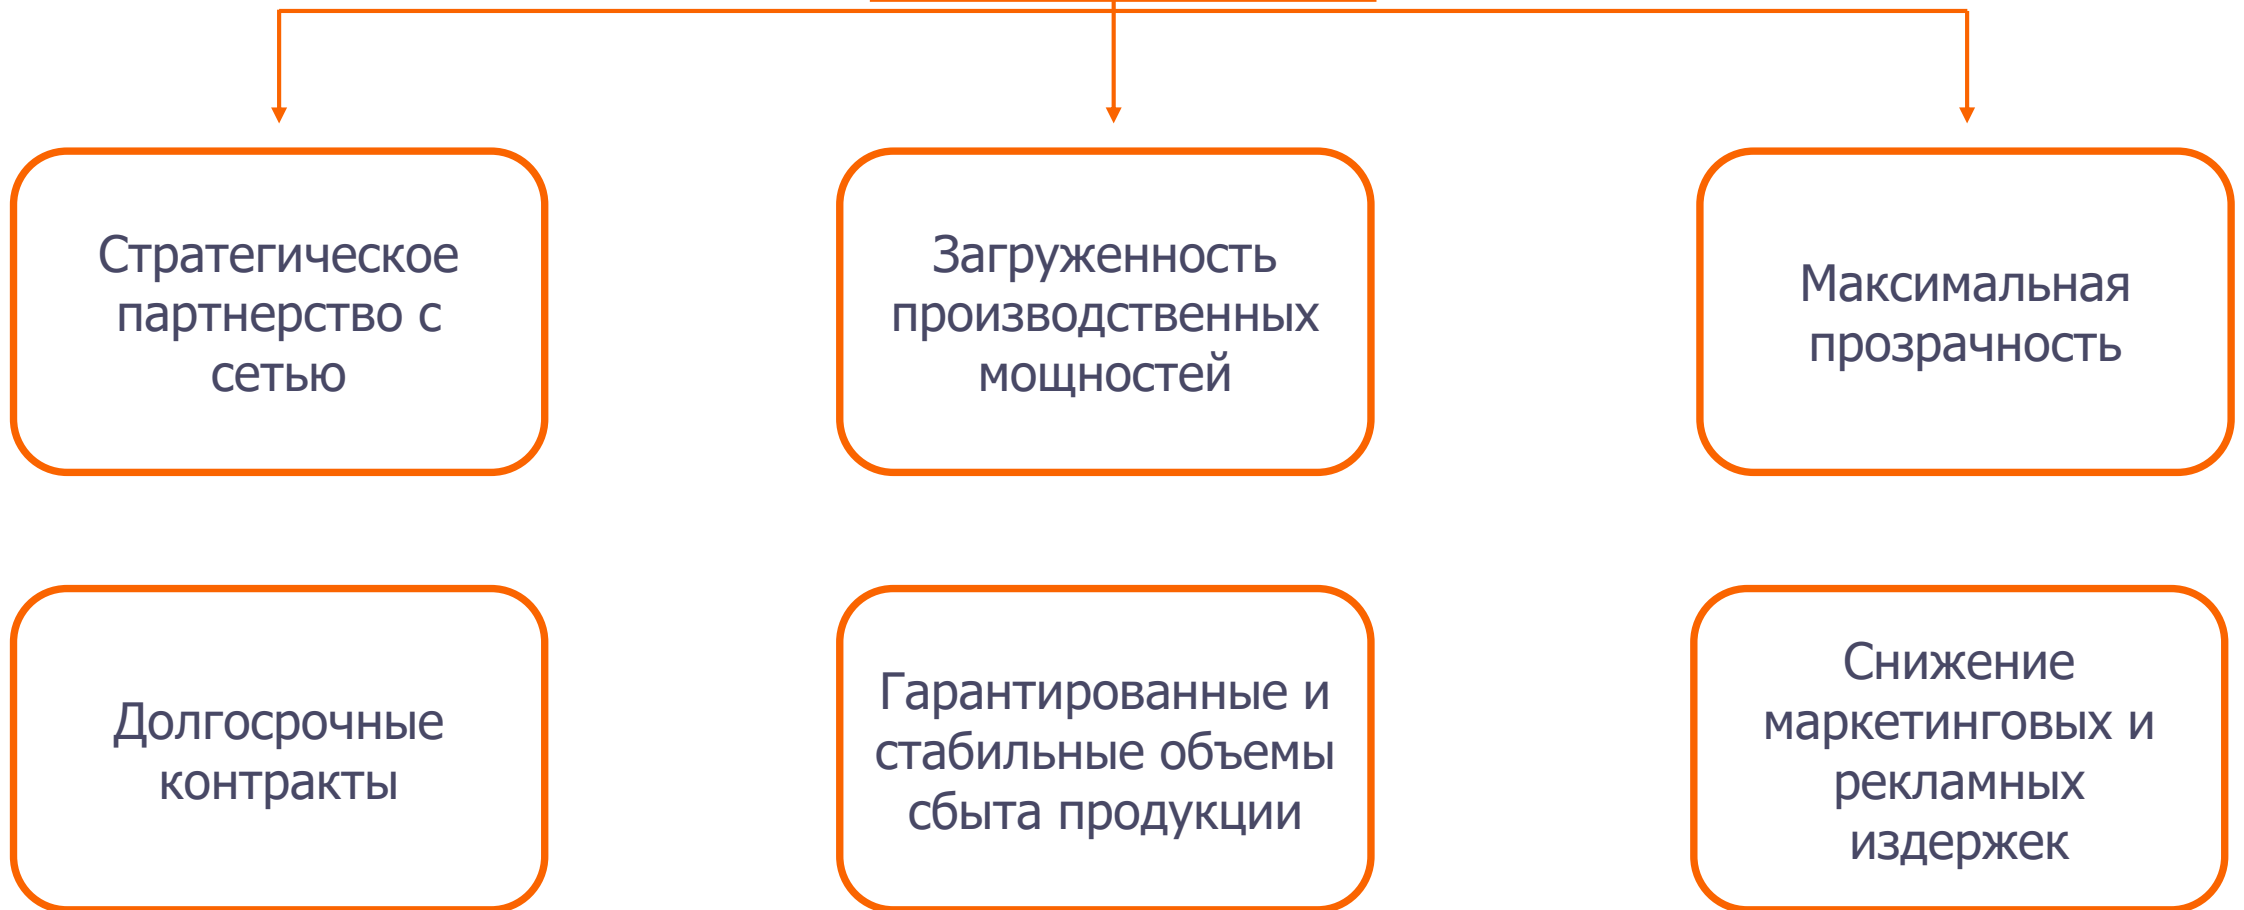 Стратегическое
партнерство с
сетью
Загруженность
производственных
мощностей
Максимальная
прозрачность
Долгосрочные
контракты
Гарантированные и
стабильные объемы
сбыта продукции
Снижение
маркетинговых и
рекламных
издержек